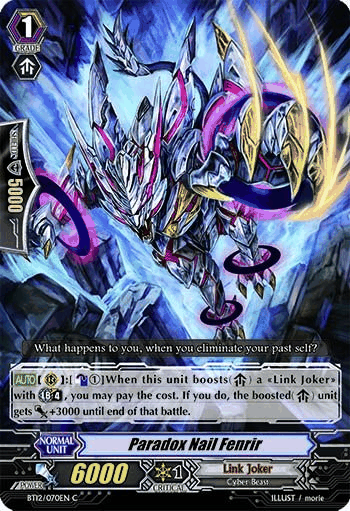 1
GRADE
SHIELD
5000
What happens to you, when you eliminate your past self?
AUTO [ ]:[ ①]When this unit boosts( ) a «Link Joker»
with , you may pay the cost. If you do, the boosted( ) unit
gets +3000 until end of that battle.
NORMAL
UNIT
Paradox Nail Fenrir
POWER
6000
1
CRITICAL
Link Joker
Cyber Beast
BT12/070EN C
ILLUST / morie